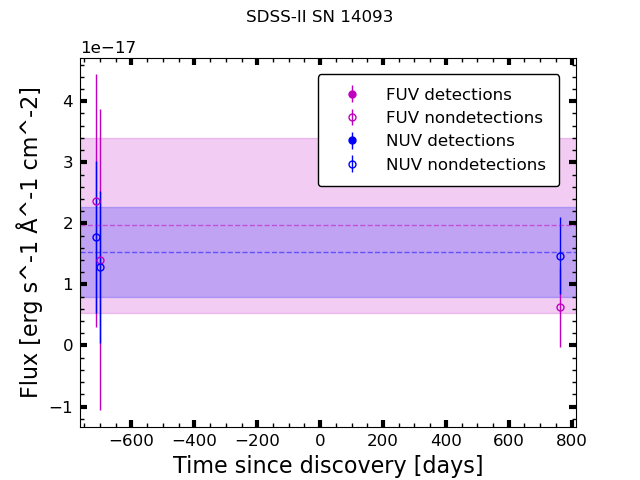 SDSS-II SN 14093
1e−17
FUV detections
FUV nondetections
NUV detections
NUV nondetections
4
3
2
1
0
−1
Flux [erg s^-1 Å^-1 cm^-2]
−600 −400 −200 0 200 400 600 800
Time since discovery [days]